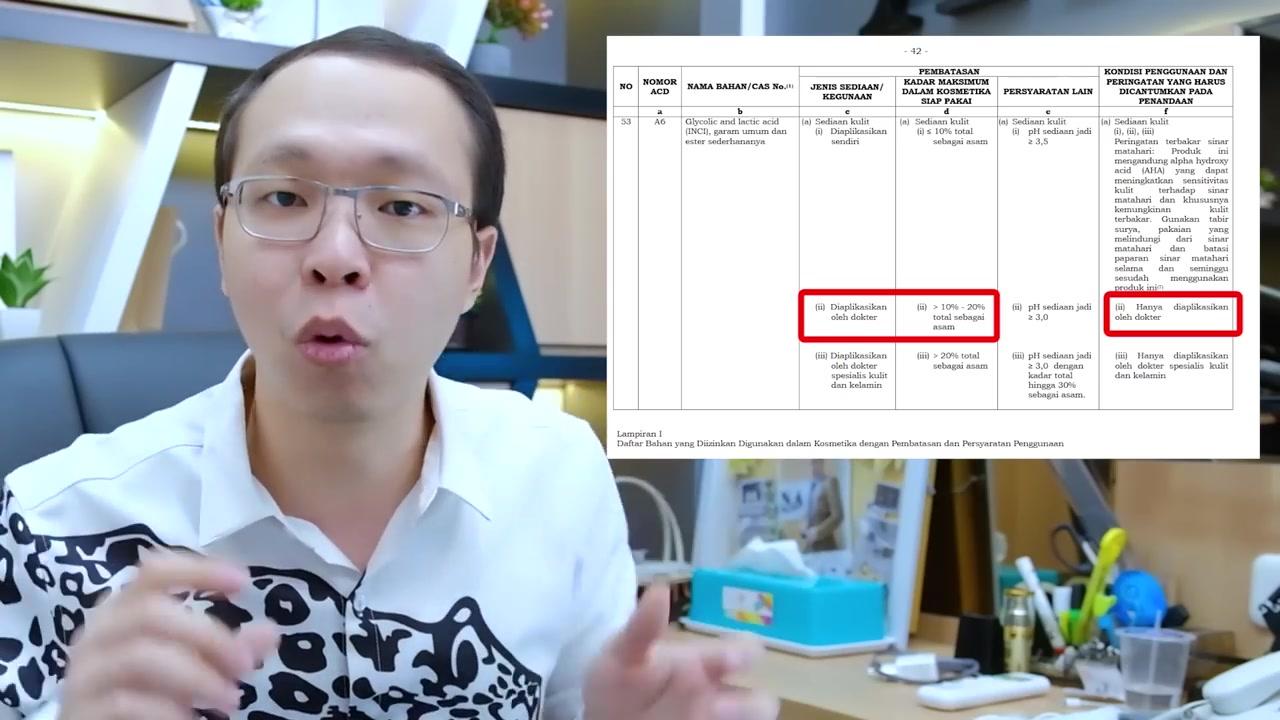 - 42 -
PEMBATASAN
KONDISI PENGGUNAAN DAN
PERINGATAN YANG HARUS
DICANTUMKAN PADA
PENANDAAN
NO
NOMOR
ACD
NAMA BAHAN/CAS No.(1)
JENIS SEDIAAN/
KEGUNAAN
KADAR MAKSIMUM
DALAM KOSMETIKA
SIAP PAKAI
PERSYARATAN LAIN
a
b
c
d
e
f
53
A6
Glycolic and lactic acid
(INCI), garam umum dan
ester sederhananya
(a) Sediaan kulit
(i) Diaplikasikan
sendiri
(a) Sediaan kulit
(i) ≤ 10% total
sebagai asam
(a) Sediaan kulit
(i) pH sediaan jadi
≥ 3,5
(a) Sediaan kulit
(i), (ii), (iii)
Peringatan terbakar sinar
matahari: Produk ini
mengandung alpha hydroxy
acid (AHA) yang dapat
meningkatkan sensitivitas
kulit terhadap sinar
matahari dan khususnya
kemungkinan kulit
terbakar. Gunakan tabir
surya, pakaian yang
melindungi dari sinar
matahari dan batasi
paparan sinar matahari
selama dan seminggu
sesudah menggunakan
produk ini
(ii) Diaplikasikan
oleh dokter
(ii) > 10% - 20%
total sebagai
asam
(ii) pH sediaan jadi
≥ 3,0
(ii) Hanya diaplikasikan
oleh dokter
(iii) Diaplikasikan
oleh dokter
spesialis kulit
dan kelamin
(iii) > 20% total
sebagai asam
(iii) pH sediaan jadi
≥ 3,0 dengan
kadar total
hingga 30%
sebagai asam.
(iii) Hanya diaplikasikan
oleh dokter spesialis kulit
dan kelamin
Lampiran I
Daftar Bahan yang Diizinkan Digunakan dalam Kosmetika dengan Pembatasan dan Persyaratan Penggunaan